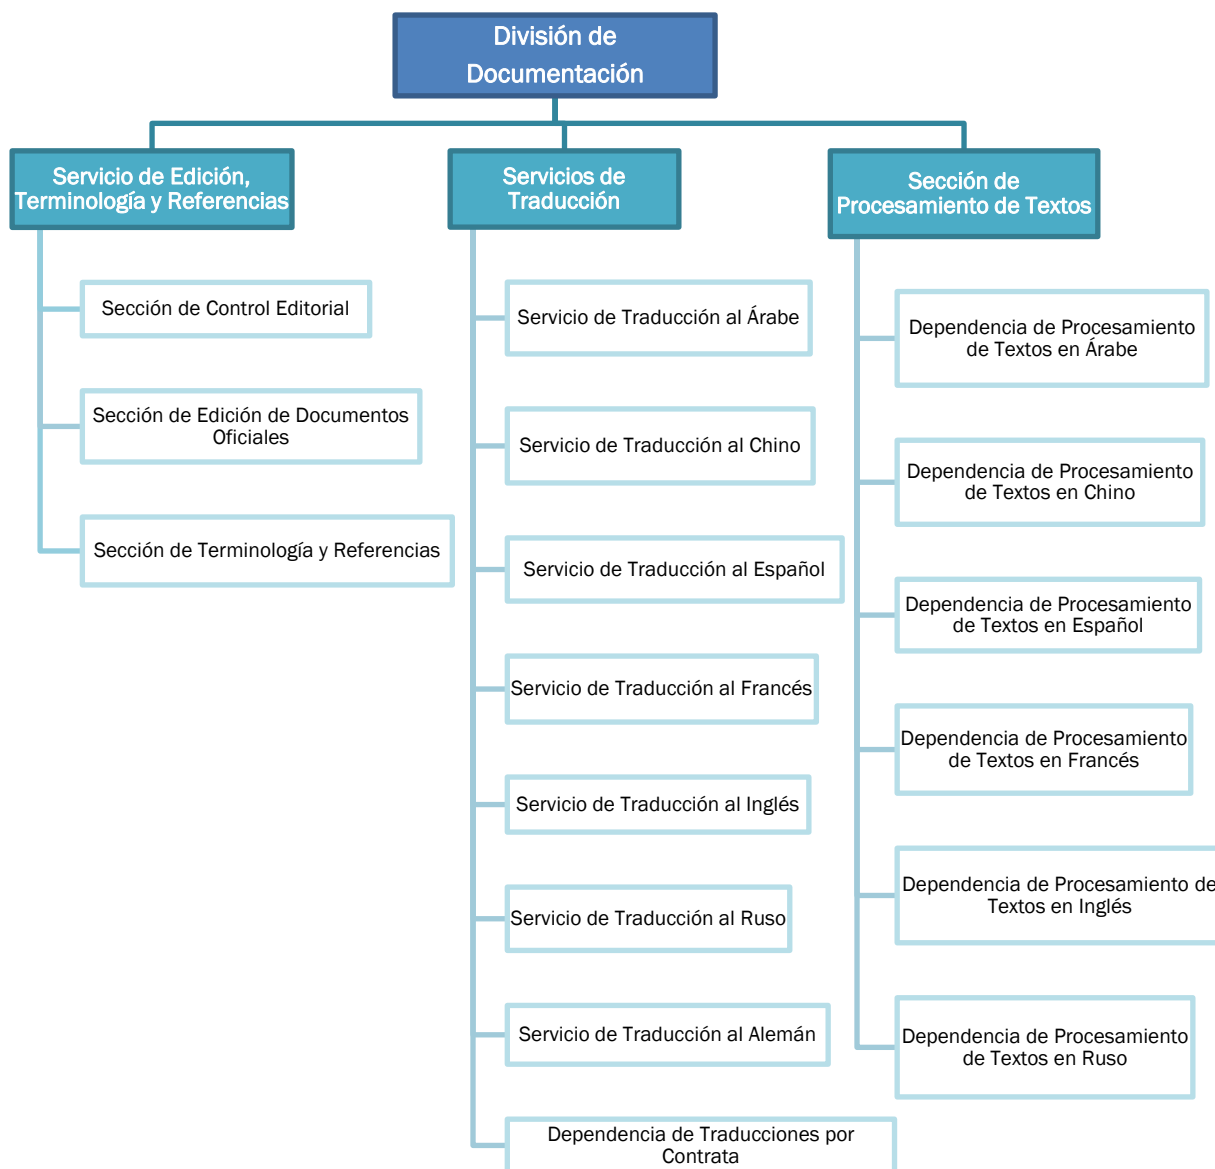 División de
Documentación
Servicio de Edición,
Terminología y Referencias
Sección de Control Editorial
Sección de Edición de Documentos
Oficiales
Sección de Terminología y Referencias
Servicios de
Traducción
Servicio de Traducción al Árabe
Servicio de Traducción al Chino
Servicio de Traducción al Español
Servicio de Traducción al Francés
Servicio de Traducción al Inglés
Servicio de Traducción al Ruso
Servicio de Traducción al Alemán
Dependencia de Traducciones por
Contrata
Sección de
Procesamiento de Textos
Dependencia de Procesamiento
de Textos en Árabe
Dependencia de Procesamiento
de Textos en Chino
Dependencia de Procesamiento
de Textos en Español
Dependencia de Procesamiento
de Textos en Francés
Dependencia de Procesamiento de
Textos en Inglés
Dependencia de Procesamiento
de Textos en Ruso